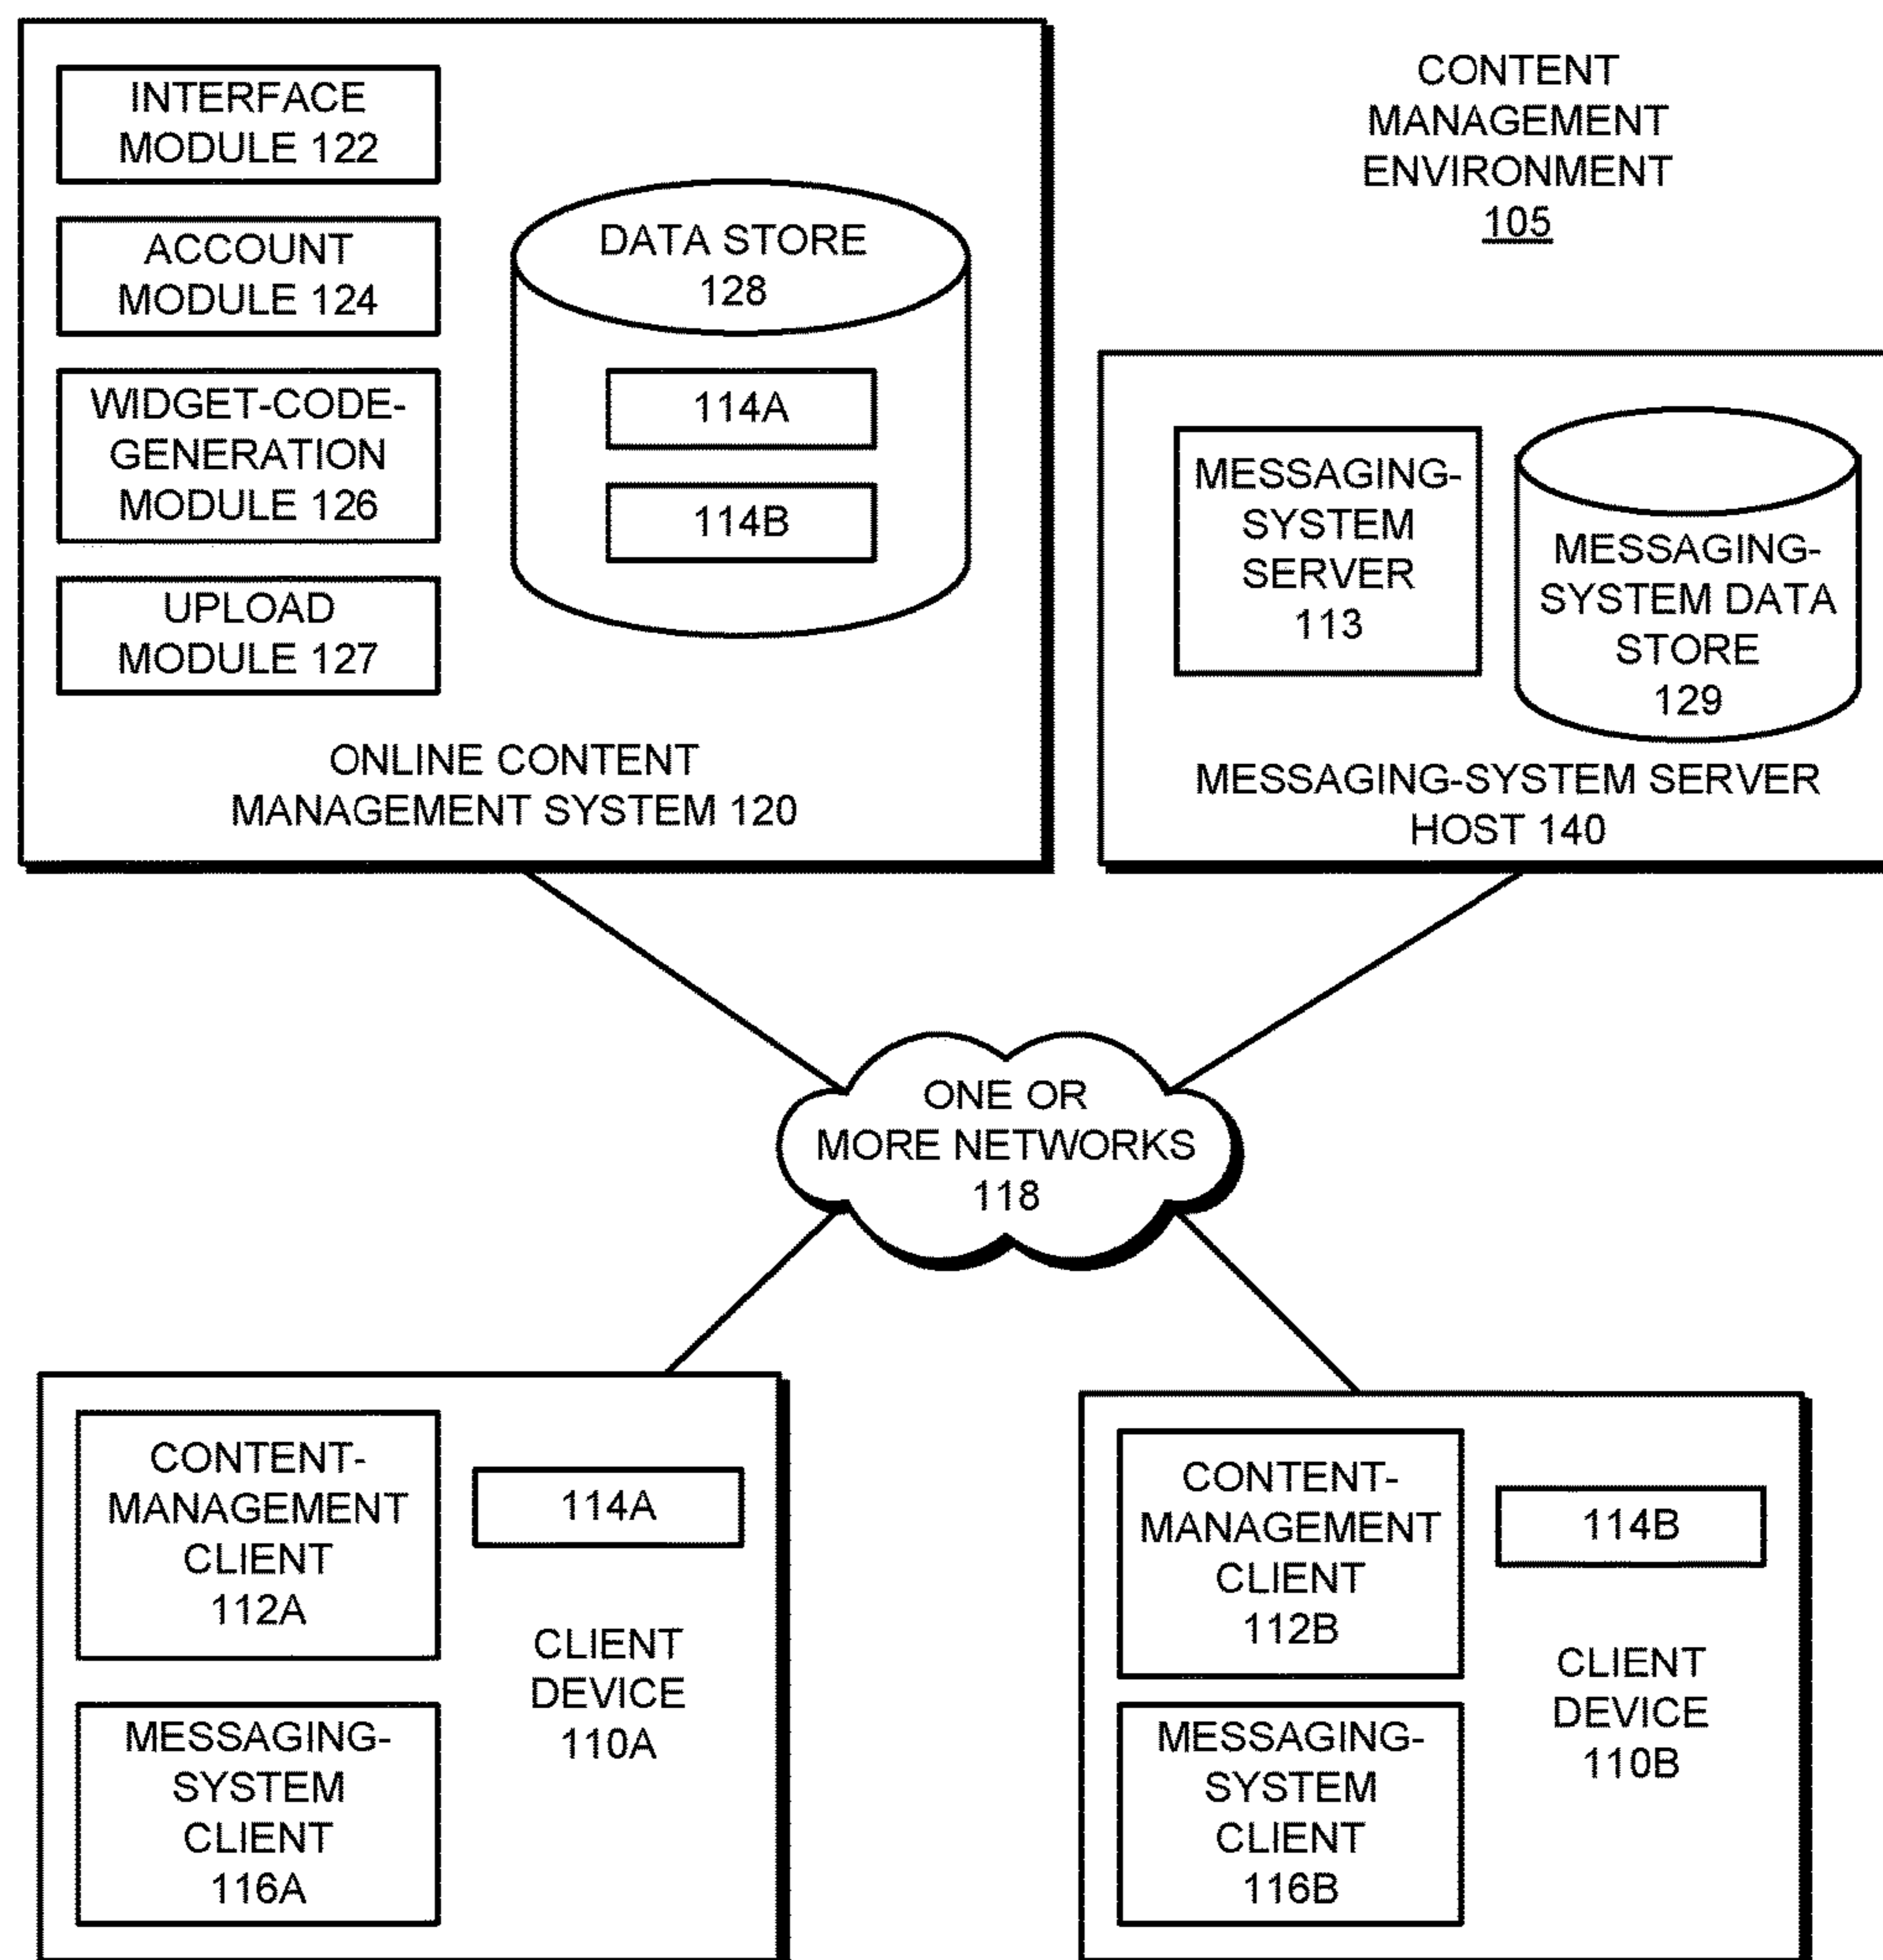 INTERFACE
MODULE 122
ACCOUNT
MODULE 124
WIDGET-CODE-
GENERATION
MODULE 126
UPLOAD
MODULE 127
DATA STORE
128
114A
114B
ONLINE CONTENT
MANAGEMENT SYSTEM 120
CONTENT
MANAGEMENT
ENVIRONMENT
105
MESSAGING-
SYSTEM
SERVER
113
MESSAGING-
SYSTEM DATA
STORE
129
MESSAGING-SYSTEM SERVER
HOST 140
ONE OR
MORE NETWORKS
118
CONTENT-
MANAGEMENT
CLIENT
112A
114A
MESSAGING-
SYSTEM
CLIENT
116A
CLIENT
DEVICE
110A
CONTENT-
MANAGEMENT
CLIENT
112B
114B
MESSAGING-
SYSTEM
CLIENT
116B
CLIENT
DEVICE
110B